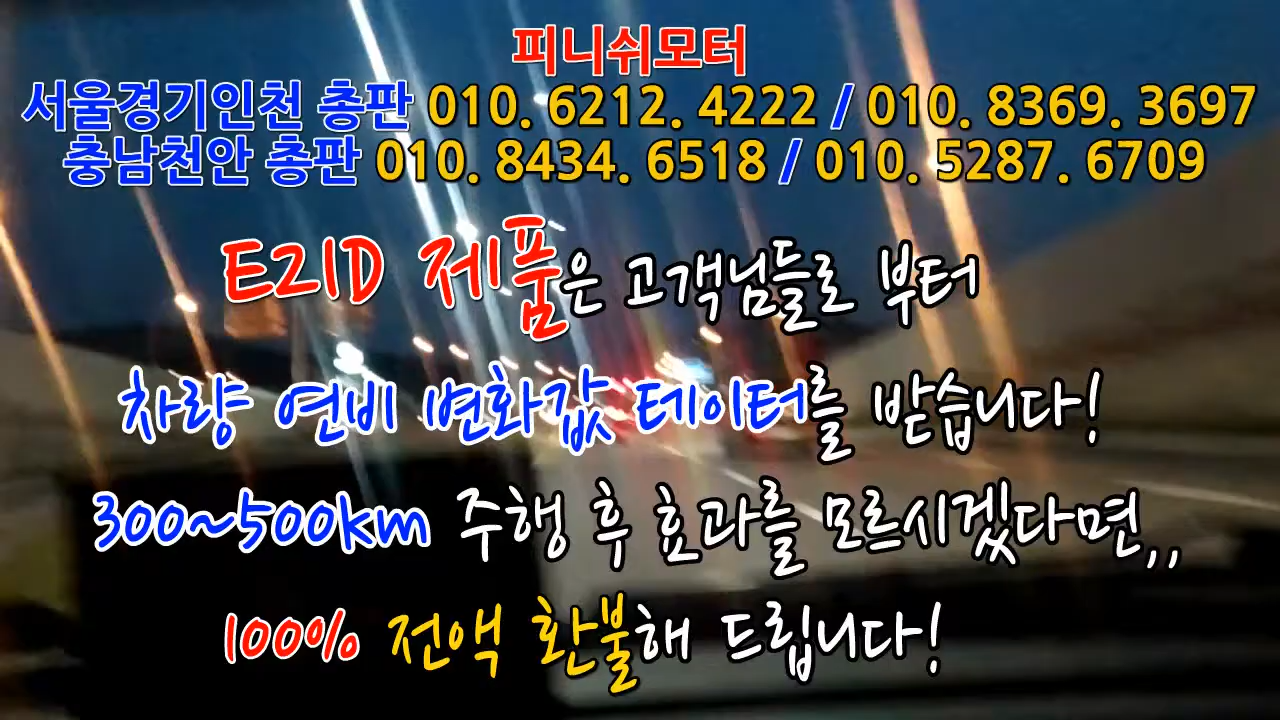 피니쉬모터
서울경기인천 총판 010. 6212. 4222 / 010. 8369. 3697
충남천안 총판 010. 8434. 6518 / 010. 5287. 6709
EZ1D 제품은 고객님들로 부터
차량 연비 변화값 테이터를 받습니다!
300~500km 주행 후 효과를 모르시겠다면,,
100% 전액 환불해 드립니다!